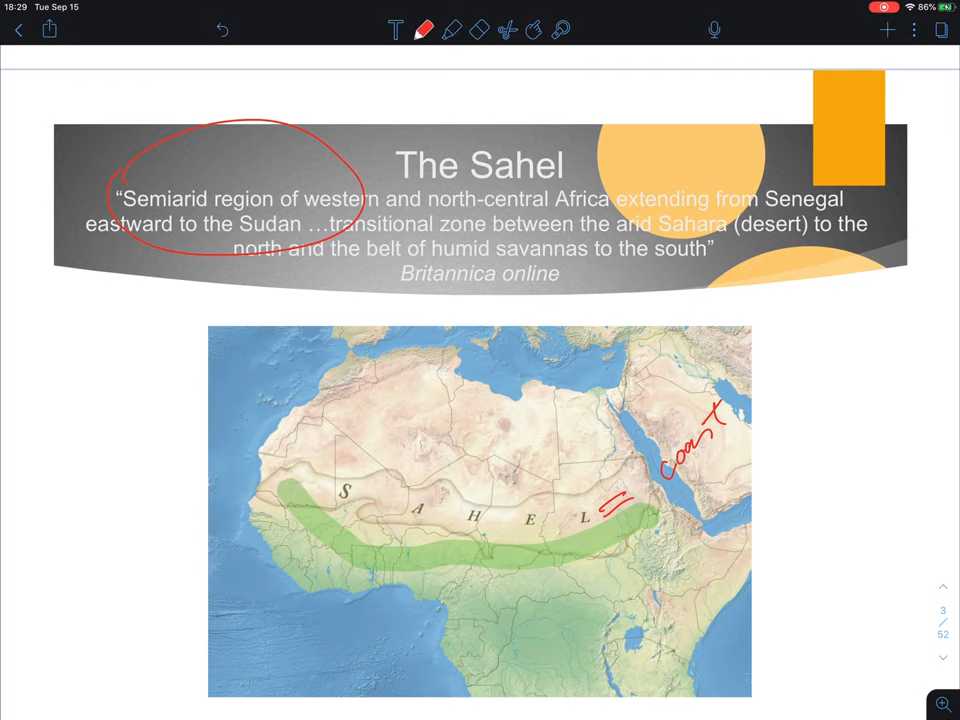 18:29 Tue Sep 15
86%
T
The Sahel
“Semiarid region of western and north-central Africa extending from Senegal
eastward to the Sudan …transitional zone between the arid Sahara (desert) to the
north and the belt of humid savannas to the south”
Britannica online
S A H E L = coast
3
/
52